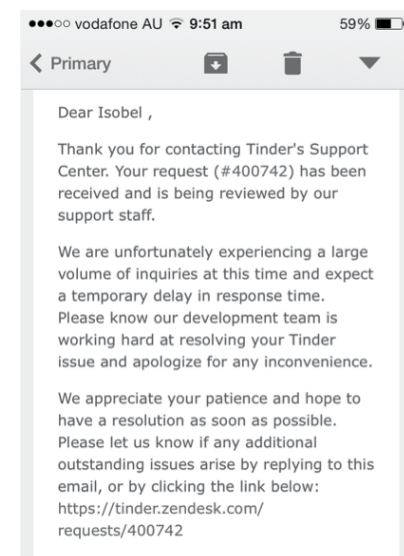 vodafone AU 9:51 am 59%
Primary
Dear Isobel ,
Thank you for contacting Tinder's Support
Center. Your request (#400742) has been
received and is being reviewed by our
support staff.
We are unfortunately experiencing a large
volume of inquiries at this time and expect
a temporary delay in response time.
Please know our development team is
working hard at resolving your Tinder
issue and apologize for any inconvenience.
We appreciate your patience and hope to
have a resolution as soon as possible.
Please let us know if any additional
outstanding issues arise by replying to this
email, or by clicking the link below:
https://tinder.zendesk.com/
requests/400742